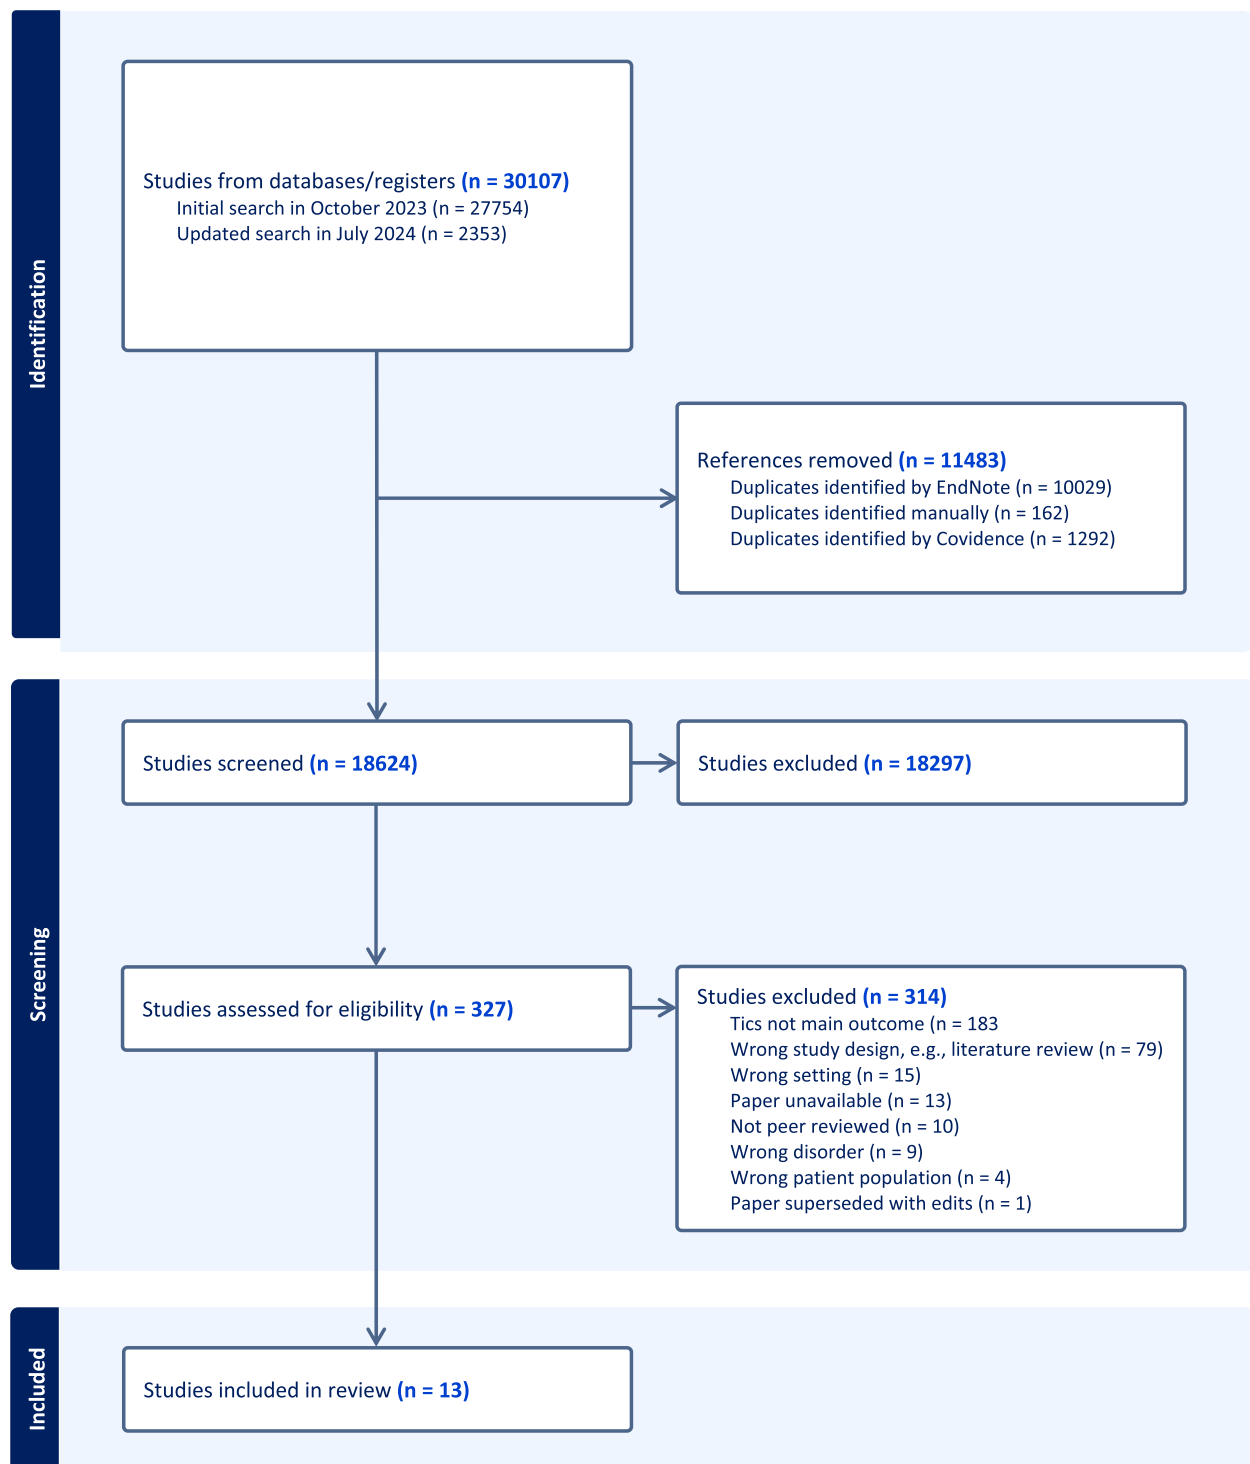 Identification
Studies from databases/registers (n = 30107)
Initial search in October 2023 (n = 27754)
Updated search in July 2024 (n = 2353)
References removed (n = 11483)
Duplicates identified by EndNote (n = 10029)
Duplicates identified manually (n = 162)
Duplicates identified by Covidence (n = 1292)
Screening
Studies screened (n = 18624)
Studies excluded (n = 18297)
Studies assessed for eligibility (n = 327)
Studies excluded (n = 314)
Tics not main outcome (n = 183
Wrong study design, e.g., literature review (n = 79)
Wrong setting (n = 15)
Paper unavailable (n = 13)
Not peer reviewed (n = 10)
Wrong disorder (n = 9)
Wrong patient population (n = 4)
Paper superseded with edits (n = 1)
Included
Studies included in review (n = 13)